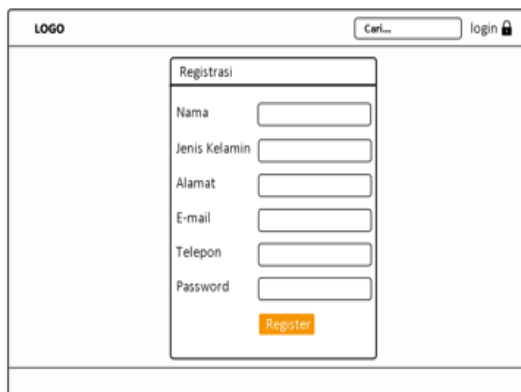 LOGO
Cari...
login
Registrasi
Nama
Jenis Kelamin
Alamat
E-mail
Telepon
Password
Register